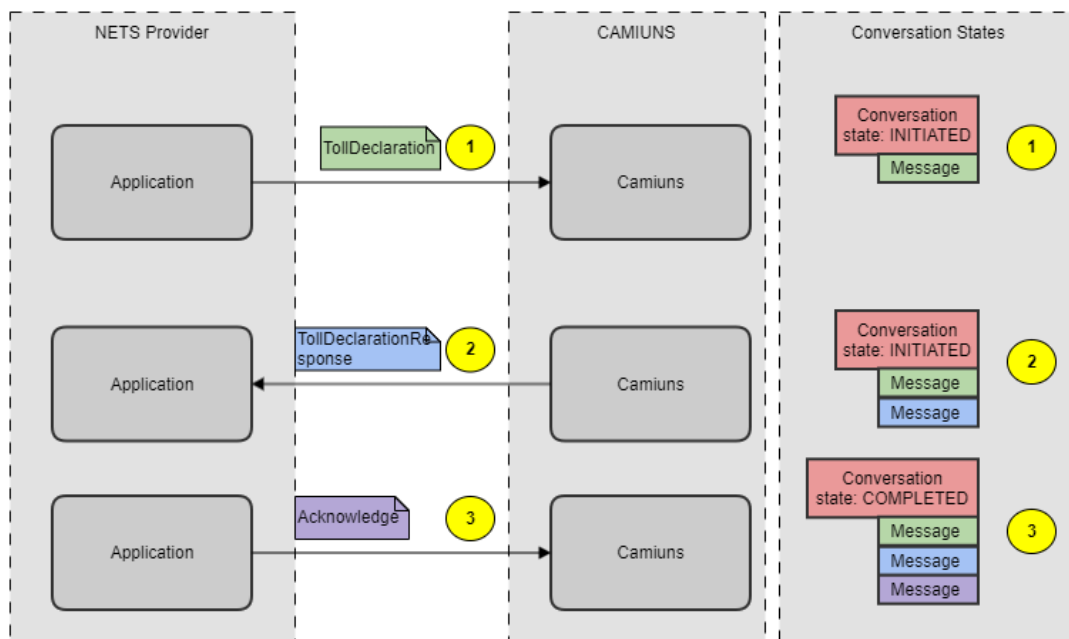 NETS Provider
CAMIUNS
Conversation States
TollDeclaration
1
Application
Camiuns
Conversation
state: INITIATED
Message
1
TollDeclarationRe
sponse
2
Application
Camiuns
Conversation
state: INITIATED
Message
Message
2
Acknowledge
3
Application
Camiuns
Conversation
state: COMPLETED
Message
Message
Message
3